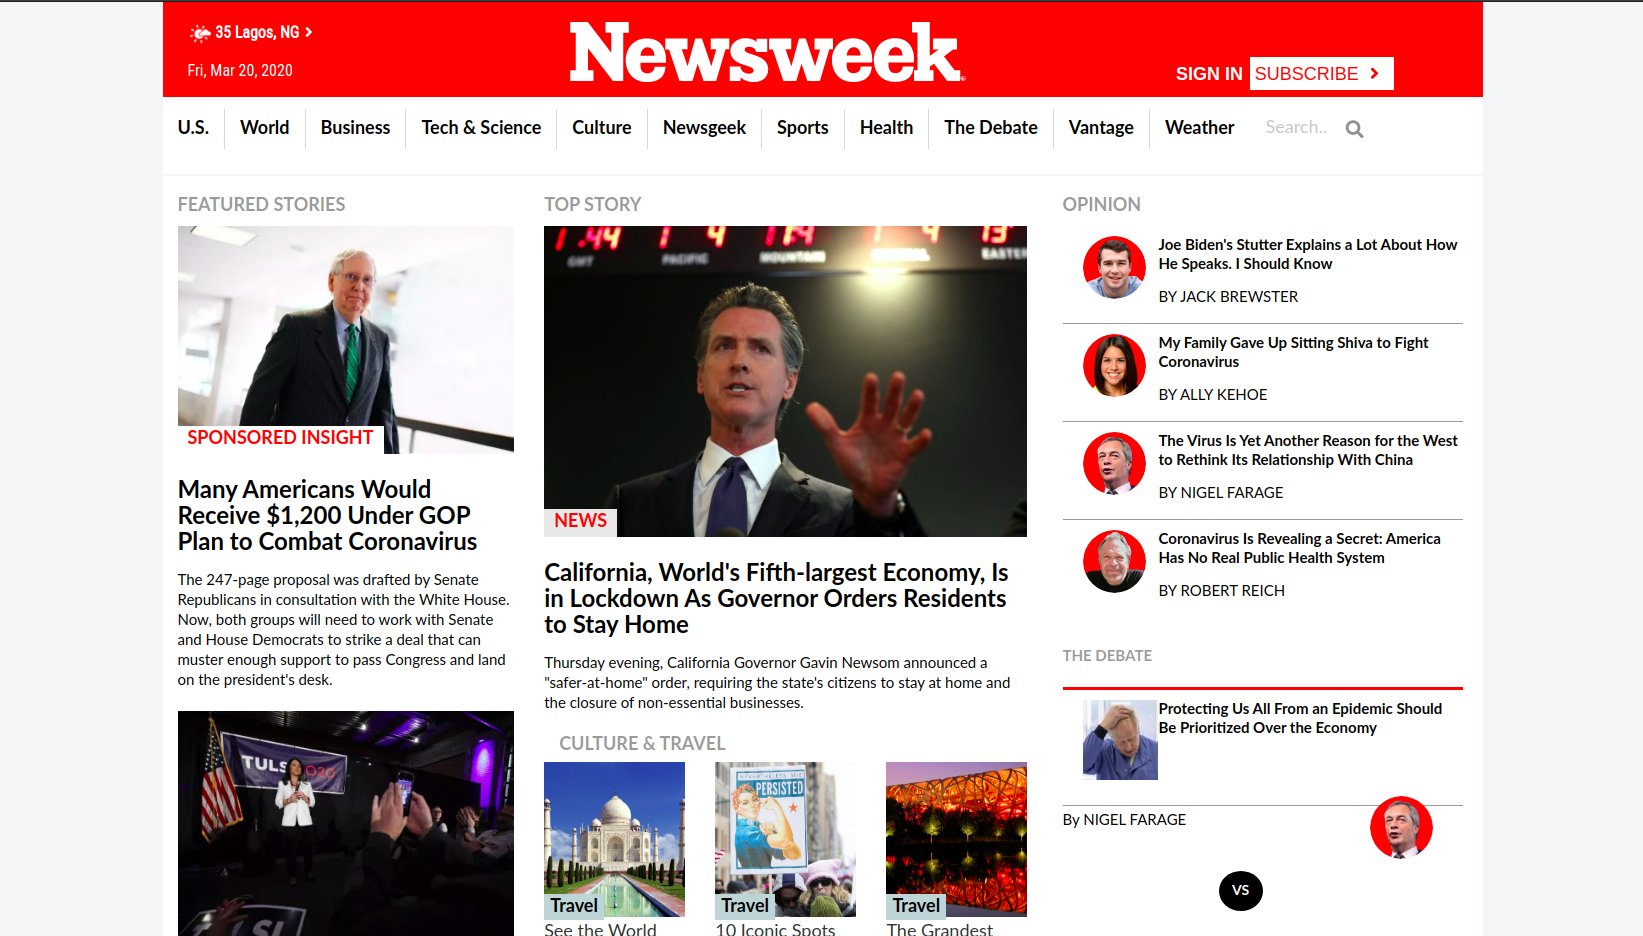 35 Lagos, NG
Fri, Mar 20, 2020
Newsweek
SIGN IN SUBSCRIBE
U.S. World Business Tech & Science Culture Newsgeek Sports Health The Debate Vantage Weather Search..
FEATURED STORIES
SPONSORED INSIGHT
Many Americans Would
Receive $1,200 Under GOP
Plan to Combat Coronavirus
The 247-page proposal was drafted by Senate
Republicans in consultation with the White House.
Now, both groups will need to work with Senate
and House Democrats to strike a deal that can
muster enough support to pass Congress and land
on the president's desk.
TULSI 2020
TOP STORY
GMT PACIFIC MOUNTAIN EASTE
NEWS
California, World's Fifth-largest Economy, Is
in Lockdown As Governor Orders Residents
to Stay Home
Thursday evening, California Governor Gavin Newsom announced a
"safer-at-home" order, requiring the state's citizens to stay at home and
the closure of non-essential businesses.
CULTURE & TRAVEL
Travel
See the World
NEVERTHELESS, SHE
PERSISTED
Travel
10 Iconic Spots
Travel
The Grandest
OPINION
Joe Biden's Stutter Explains a Lot About How
He Speaks. I Should Know
BY JACK BREWSTER
My Family Gave Up Sitting Shiva to Fight
Coronavirus
BY ALLY KEHOE
The Virus Is Yet Another Reason for the West
to Rethink Its Relationship With China
BY NIGEL FARAGE
Coronavirus Is Revealing a Secret: America
Has No Real Public Health System
BY ROBERT REICH
THE DEBATE
Protecting Us All From an Epidemic Should
Be Prioritized Over the Economy
By NIGEL FARAGE
VS